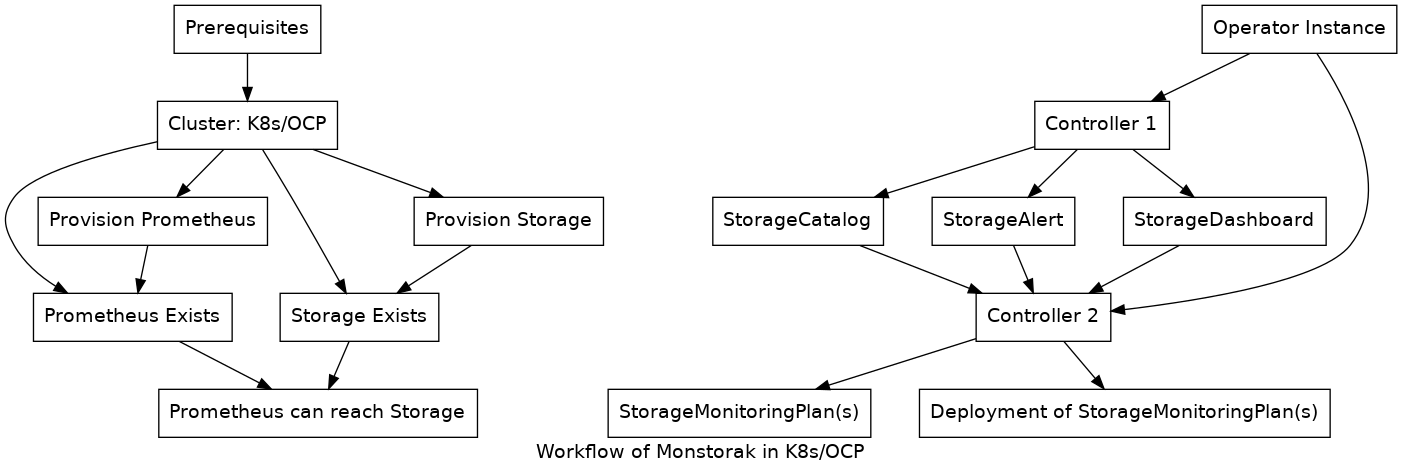 Prerequisites
Operator Instance
Cluster: K8s/OCP
Controller 1
Provision Prometheus
Provision Storage
StorageCatalog
StorageAlert
StorageDashboard
Prometheus Exists
Storage Exists
Controller 2
Prometheus can reach Storage
StorageMonitoringPlan(s)
Deployment of StorageMonitoringPlan(s)
Workflow of Monstorak in K8s/OCP